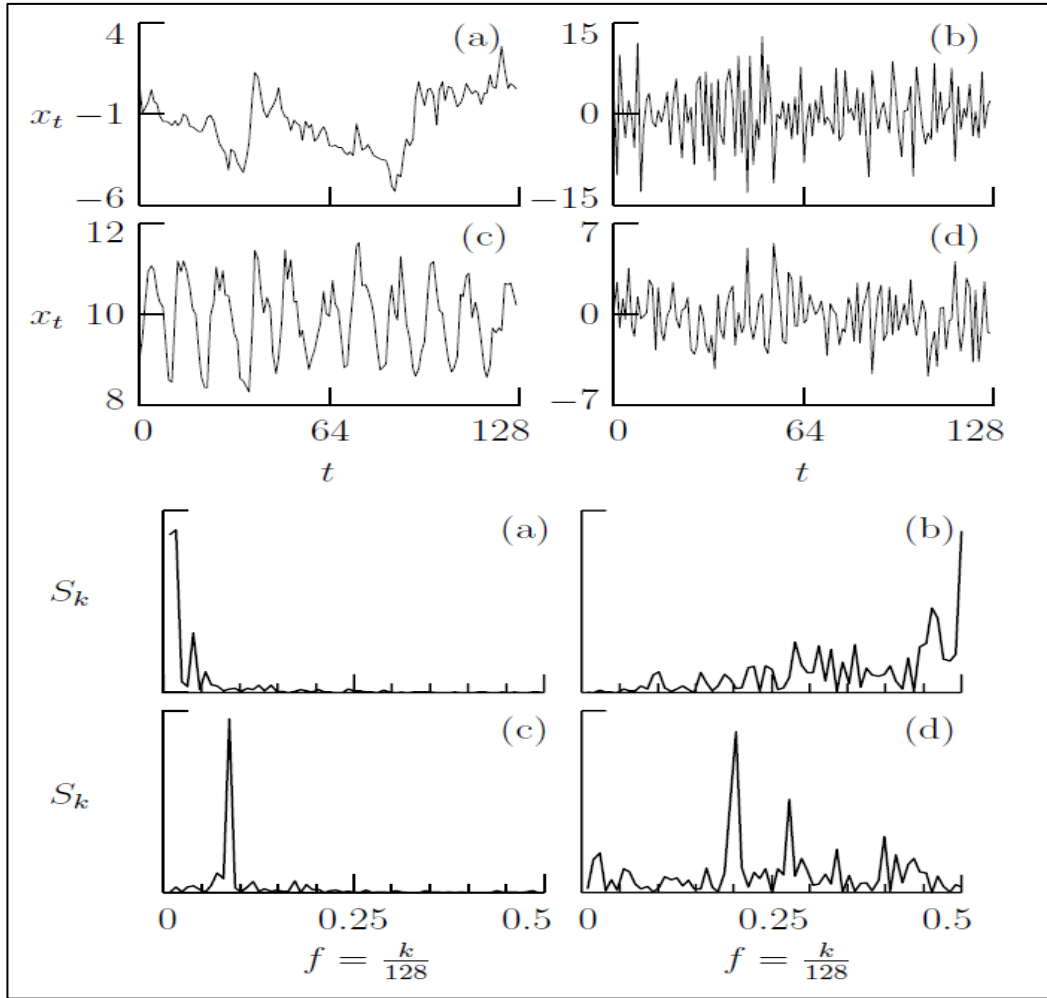 4 (a) 15 (b)
x_t −1 0
−6 −15
12 (c) 7 (d)
x_t 10 0
8 −7
0 64 128 0 64 128
t t
(a) (b)
S_k
(c) (d)
S_k
0 0.25 0.5 0 0.25 0.5
f = k/128 f = k/128